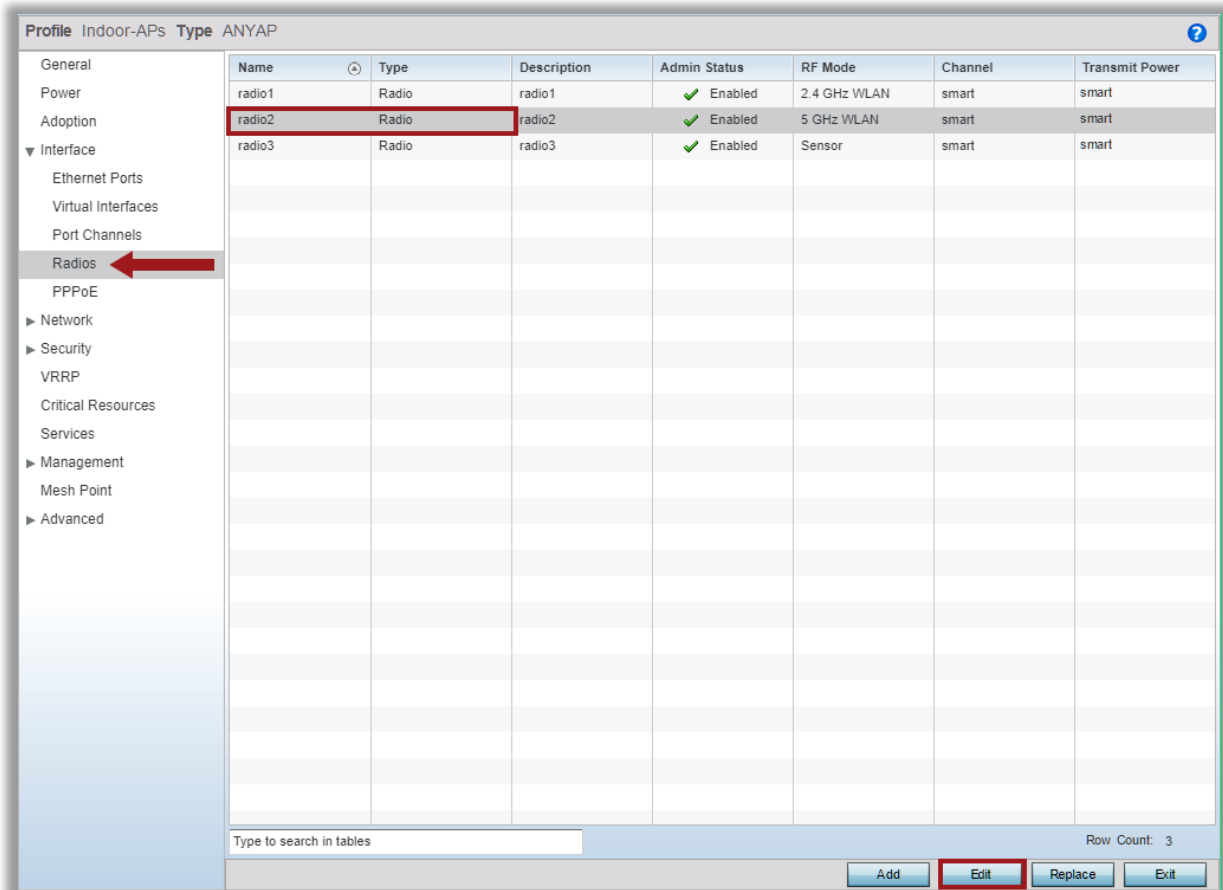 Profile Indoor-APs Type ANYAP
General
Power
Adoption
Interface
Ethernet Ports
Virtual Interfaces
Port Channels
Radios
PPPoE
Network
Security
VRRP
Critical Resources
Services
Management
Mesh Point
Advanced
Name Type Description Admin Status RF Mode Channel Transmit Power
radio1 Radio radio1 Enabled 2.4 GHz WLAN smart smart
radio2 Radio radio2 Enabled 5 GHz WLAN smart smart
radio3 Radio radio3 Enabled Sensor smart smart
Type to search in tables Row Count: 3
Add Edit Replace Exit